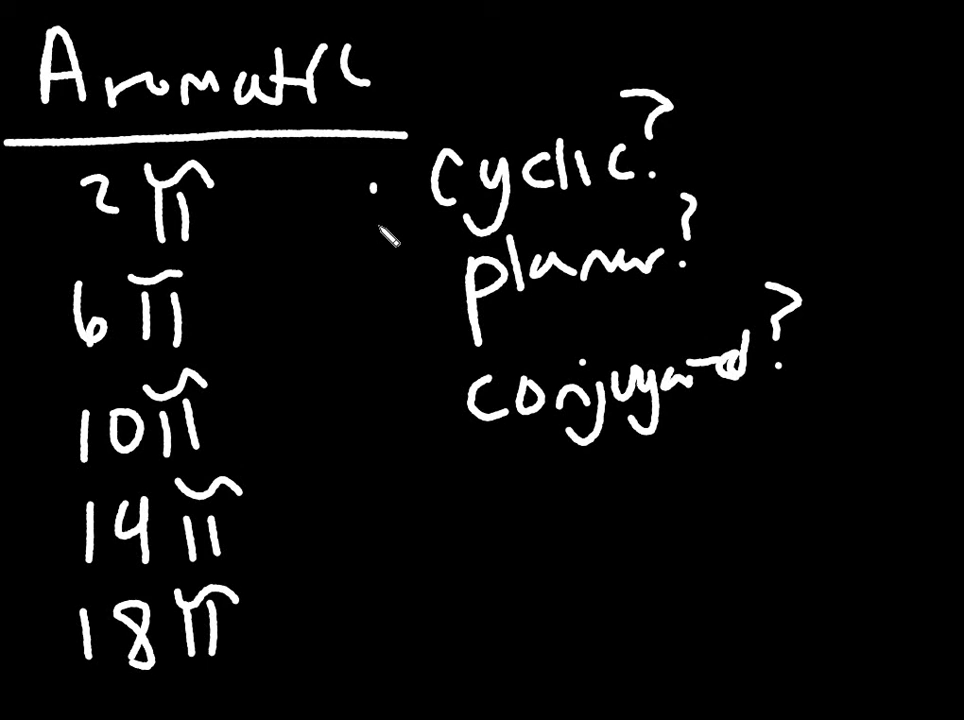 Aromatic
2π
6π
10π
14π
18π
cyclic?
planar?
conjugated?